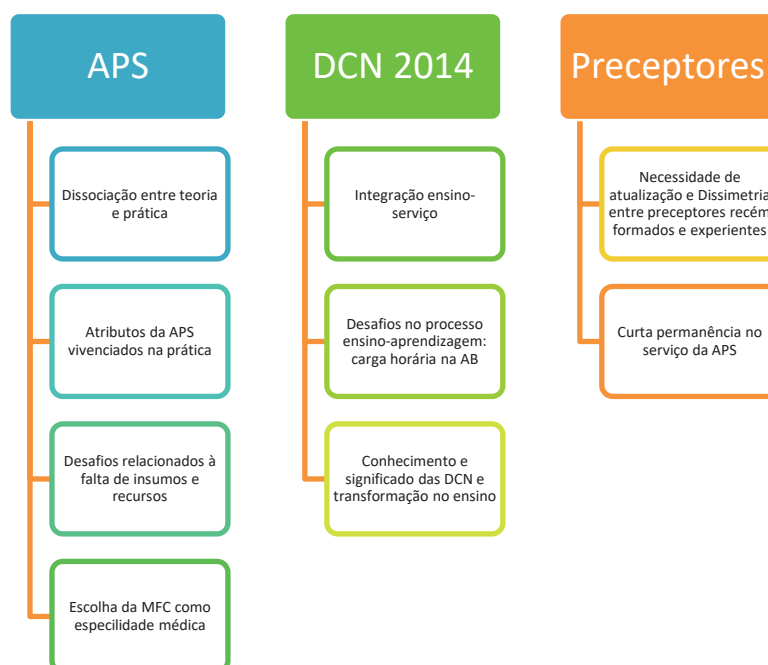 APS
Dissociação entre teoria
e prática
Atributos da APS
vivenciados na prática
Desafios relacionados à
falta de insumos e
recursos
Escolha da MFC como
especilidade médica
DCN 2014
Integração ensino-
serviço
Desafios no processo
ensino-aprendizagem:
carga horária na AB
Conhecimento e
significado das DCN e
transformação no ensino
Preceptores
Necessidade de
atualização e Dissimetria
entre preceptores recém
formados e experientes
Curta permanência no
serviço da APS